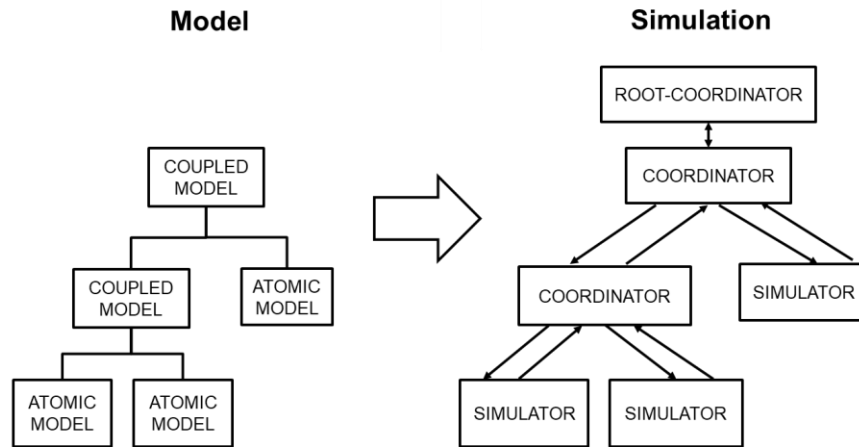 Model
Simulation
ROOT-COORDINATOR
COUPLED
MODEL
COORDINATOR
COUPLED
MODEL
ATOMIC
MODEL
COORDINATOR
SIMULATOR
ATOMIC
MODEL
ATOMIC
MODEL
SIMULATOR
SIMULATOR